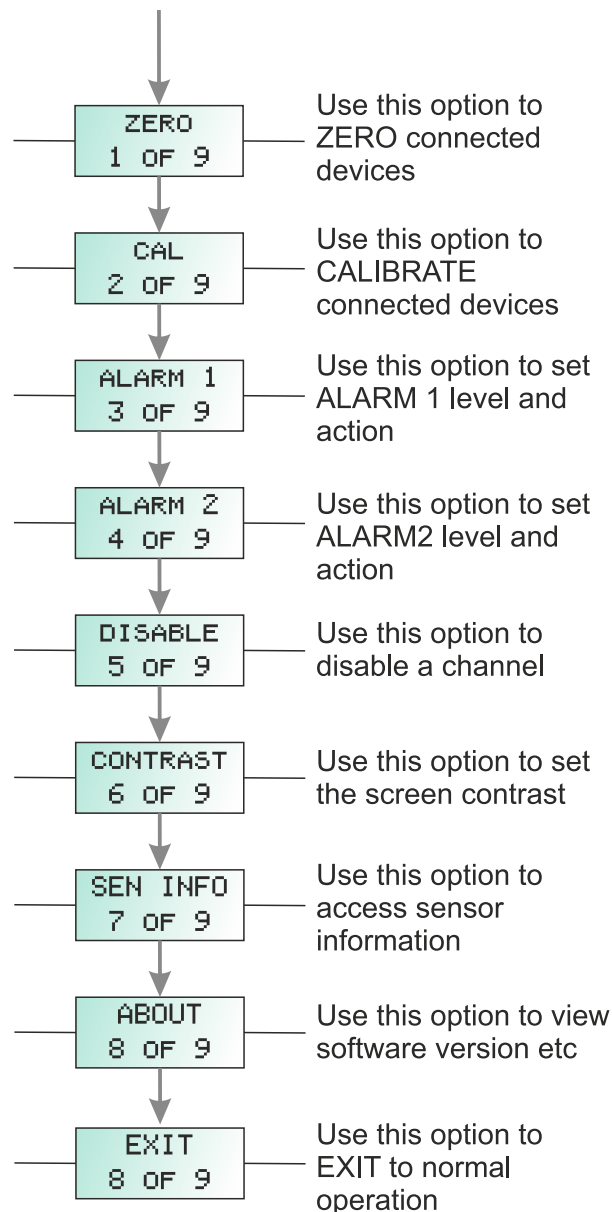 ZERO
1 OF 9
Use this option to
ZERO connected
devices
CAL
2 OF 9
Use this option to
CALIBRATE
connected devices
ALARM 1
3 OF 9
Use this option to set
ALARM 1 level and
action
ALARM 2
4 OF 9
Use this option to set
ALARM2 level and
action
DISABLE
5 OF 9
Use this option to
disable a channel
CONTRAST
6 OF 9
Use this option to set
the screen contrast
SEN INFO
7 OF 9
Use this option to
access sensor
information
ABOUT
8 OF 9
Use this option to view
software version etc
EXIT
8 OF 9
Use this option to
EXIT to normal
operation